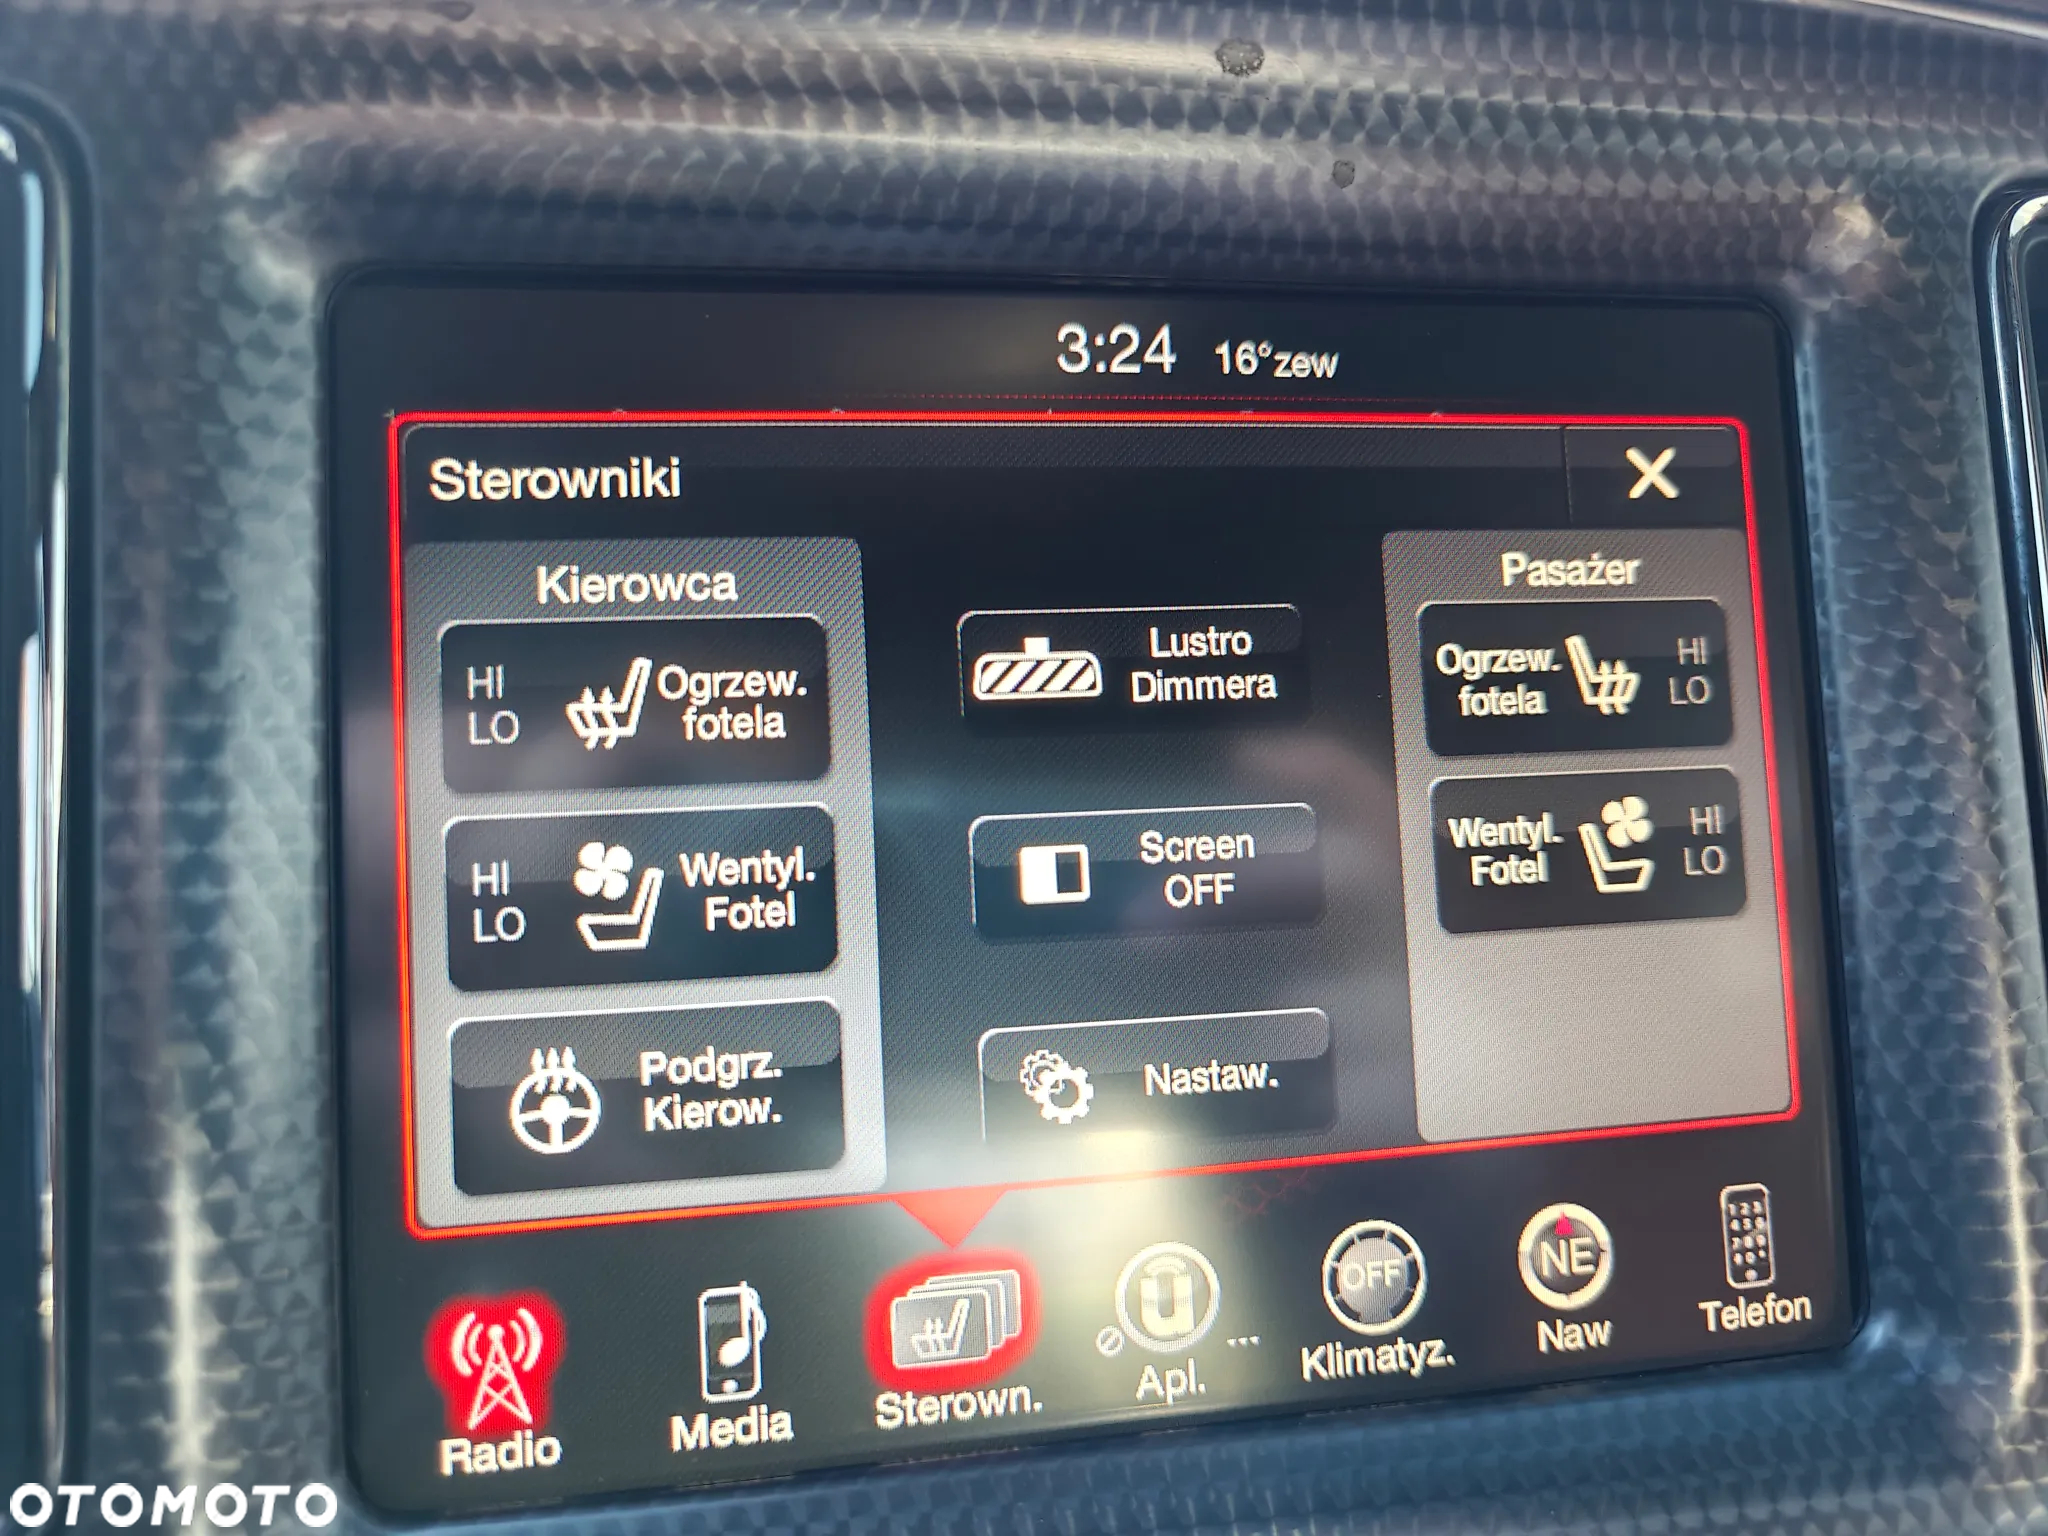 3:24 16°zew
Sterowniki X
Kierowca
HI
LO
Ogrzew.
fotela
HI
LO
Wentyl.
Fotel
Podgrz.
Kierow.
Lustro
Dimmera
Screen
OFF
Nastaw.
Pasażer
Ogrzew.
fotela
HI
LO
Wentyl.
Fotel
HI
LO
Radio
Media
Sterown.
u
Apl.
...
OFF
Klimatyz.
NE
Naw
Telefon
OTOMOTO